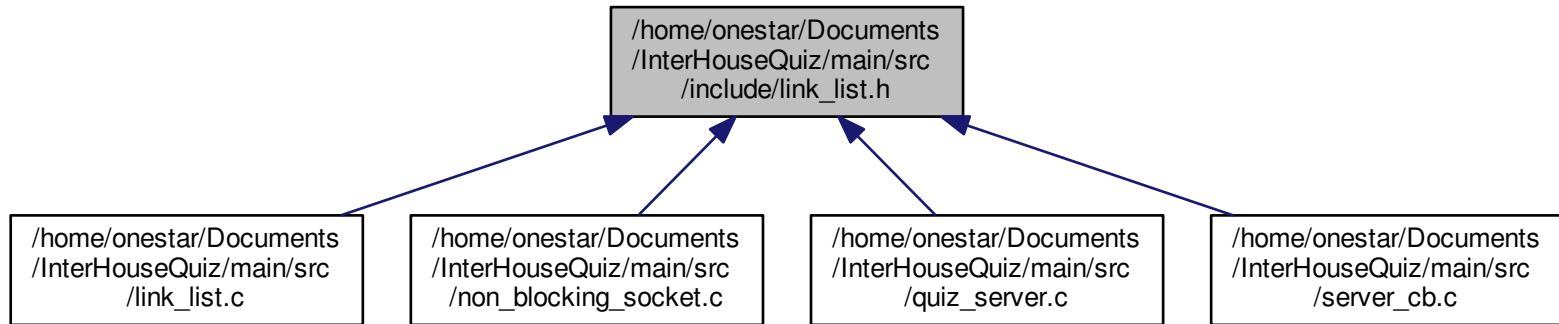 /home/onestar/Documents
/InterHouseQuiz/main/src
/include/link_list.h
/home/onestar/Documents
/InterHouseQuiz/main/src
/link_list.c
/home/onestar/Documents
/InterHouseQuiz/main/src
/non_blocking_socket.c
/home/onestar/Documents
/InterHouseQuiz/main/src
/quiz_server.c
/home/onestar/Documents
/InterHouseQuiz/main/src
/server_cb.c